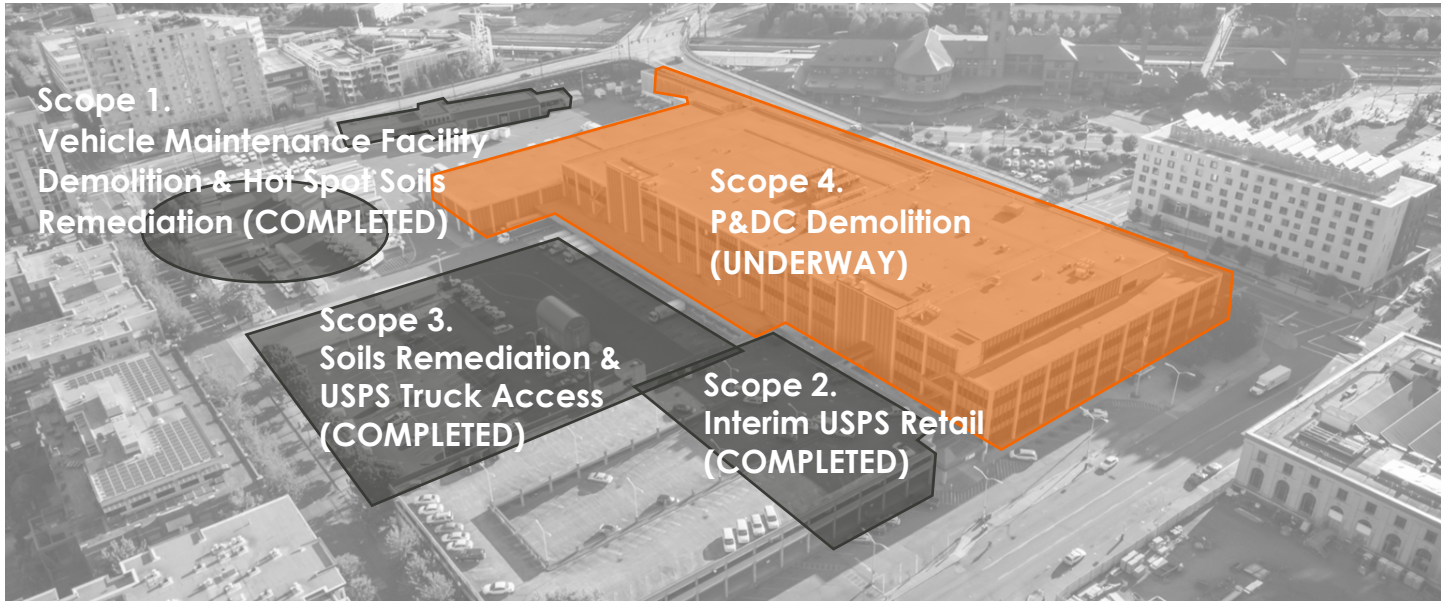 Scope 1.
Vehicle Maintenance Facility
Demolition & Hot Spot Soils
Remediation (COMPLETED)
Scope 4.
P&DC Demolition
(UNDERWAY)
Scope 3.
Soils Remediation &
USPS Truck Access
(COMPLETED)
Scope 2.
Interim USPS Retail
(COMPLETED)